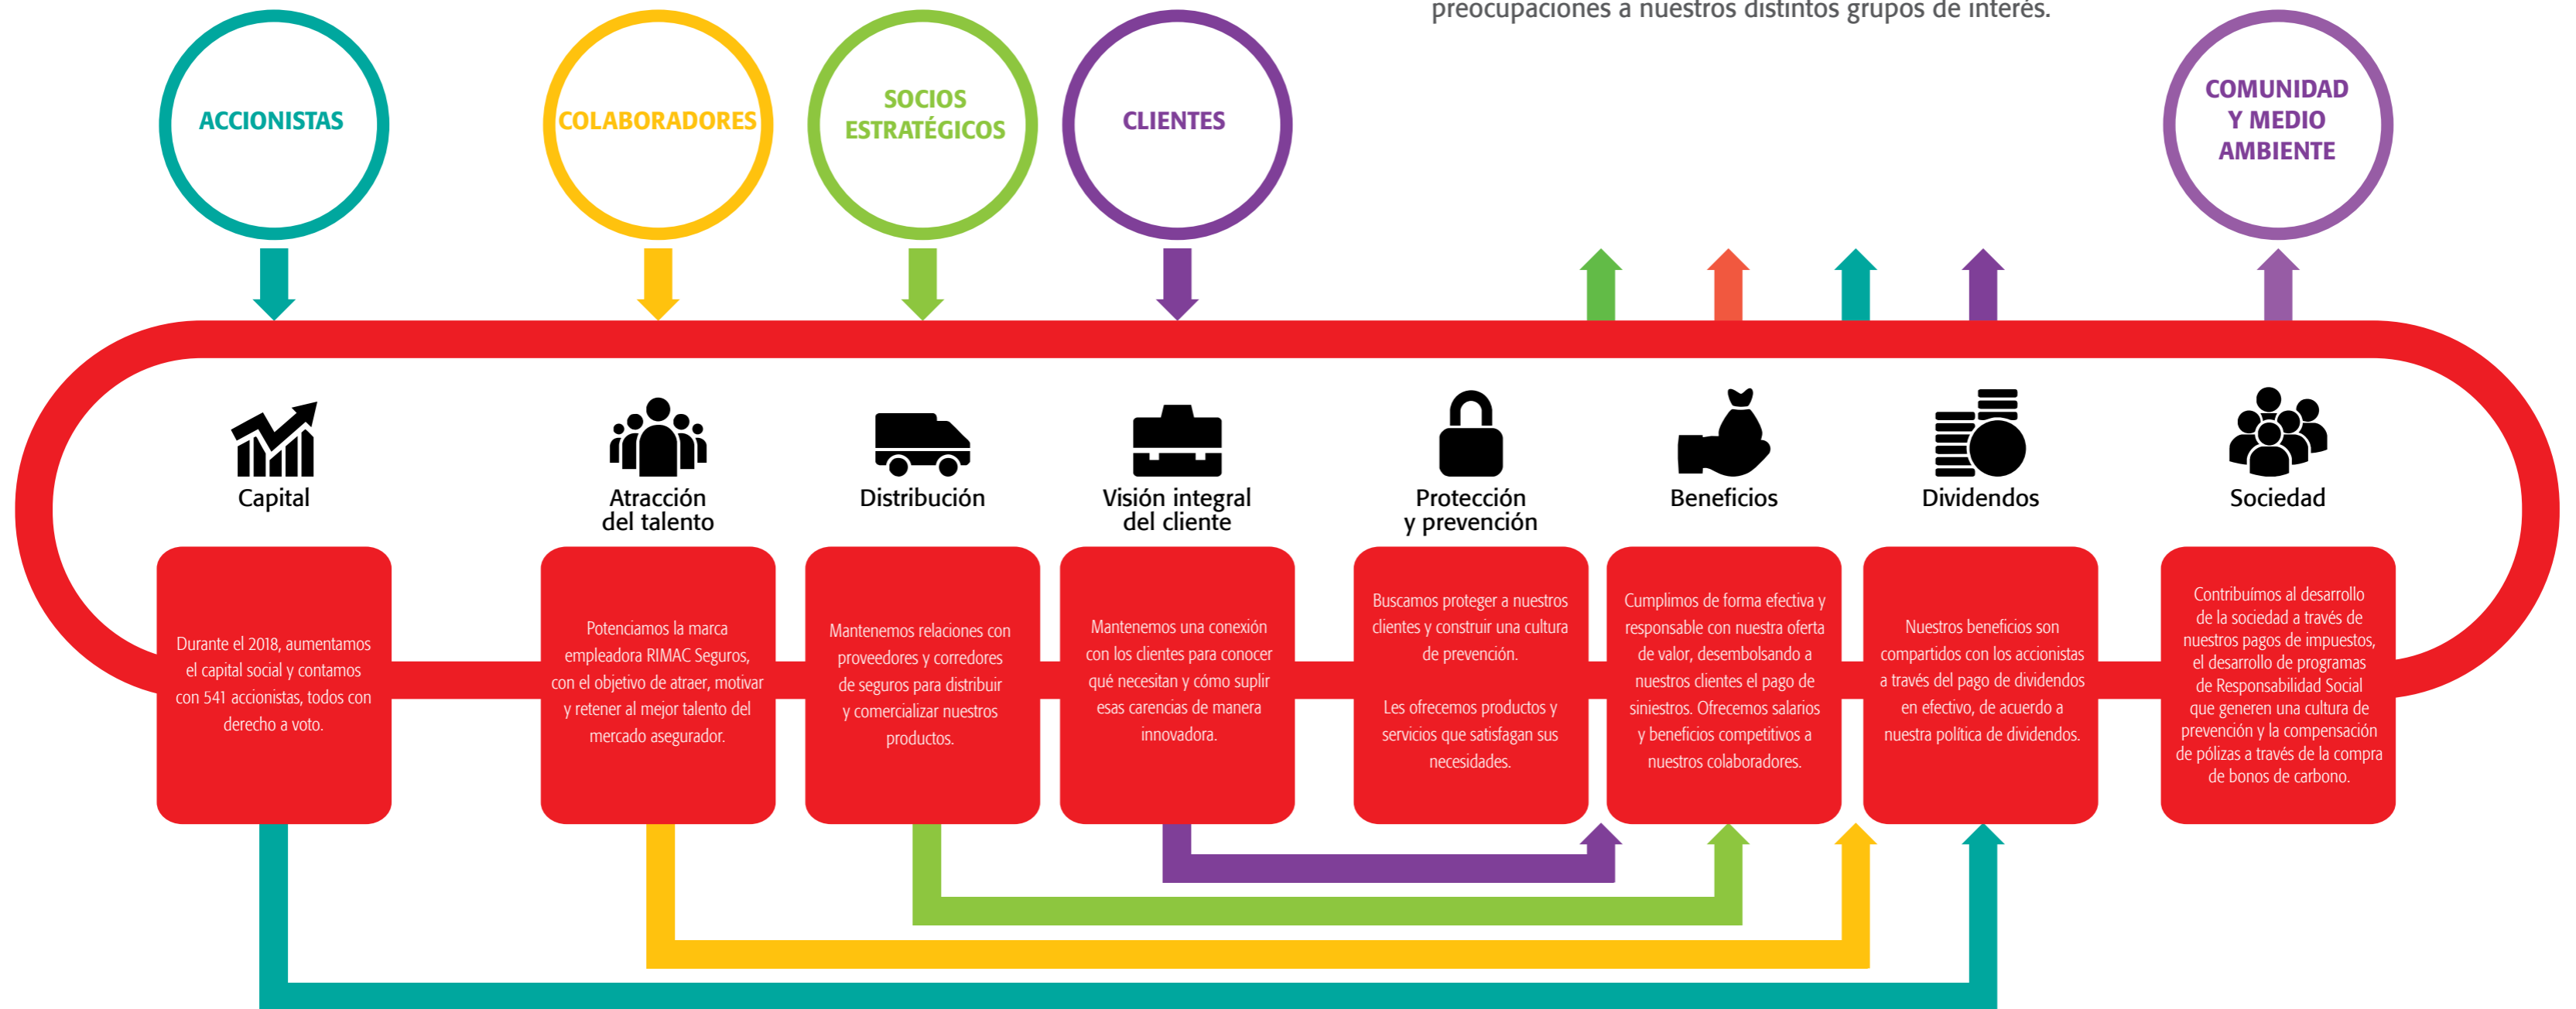 preocupaciones a nuestros distintos grupos de interés.
ACCIONISTAS
COLABORADORES
SOCIOS
ESTRATÉGICOS
CLIENTES
COMUNIDAD
Y MEDIO
AMBIENTE
Capital
Atracción
del talento
Distribución
Visión integral
del cliente
Protección
y prevención
Beneficios
Dividendos
Sociedad
Durante el 2018, aumentamos
el capital social y contamos
con 541 accionistas, todos con
derecho a voto.
Potenciamos la marca
empleadora RIMAC Seguros,
con el objetivo de atraer, motivar
y retener al mejor talento del
mercado asegurador.
Mantenemos relaciones con
proveedores y corredores
de seguros para distribuir
y comercializar nuestros
productos.
Mantenemos una conexión
con los clientes para conocer
qué necesitan y cómo suplir
esas carencias de manera
innovadora.
Buscamos proteger a nuestros
clientes y construir una cultura
de prevención.
Les ofrecemos productos y
servicios que satisfagan sus
necesidades.
Cumplimos de forma efectiva y
responsable con nuestra oferta
de valor, desembolsando a
nuestros clientes el pago de
siniestros. Ofrecemos salarios
y beneficios competitivos a
nuestros colaboradores.
Nuestros beneficios son
compartidos con los accionistas
a través del pago de dividendos
en efectivo, de acuerdo a
nuestra política de dividendos.
Contribuímos al desarrollo
de la sociedad a través de
nuestros pagos de impuestos,
el desarrollo de programas
de Responsabilidad Social
que generen una cultura de
prevención y la compensación
de pólizas a través de la compra
de bonos de carbono.